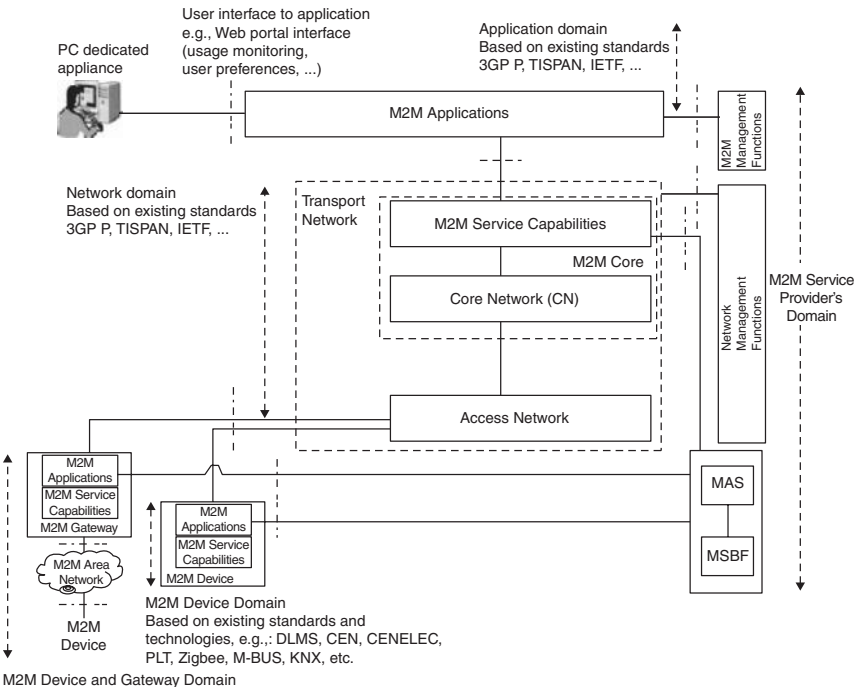 User interface to application
e.g., Web portal interface
(usage monitoring,
user preferences, ...)
Application domain
Based on existing standards
3GP P, TISPAN, IETF, ...
PC dedicated
appliance
M2M Applications
M2M
Management
Functions
Network domain
Based on existing standards
3GP P, TISPAN, IETF, ...
Transport
Network
M2M Service Capabilities
M2M Core
Core Network (CN)
Network
Management
Functions
M2M Service
Provider's
Domain
Access Network
M2M
Applications
M2M Service
Capabilities
M2M Gateway
M2M Area
Network
M2M
Device
M2M
Applications
M2M Service
Capabilities
M2M Device
MAS
MSBF
M2M Device Domain
Based on existing standards and
technologies, e.g.,: DLMS, CEN, CENELEC,
PLT, Zigbee, M-BUS, KNX, etc.
M2M Device and Gateway Domain